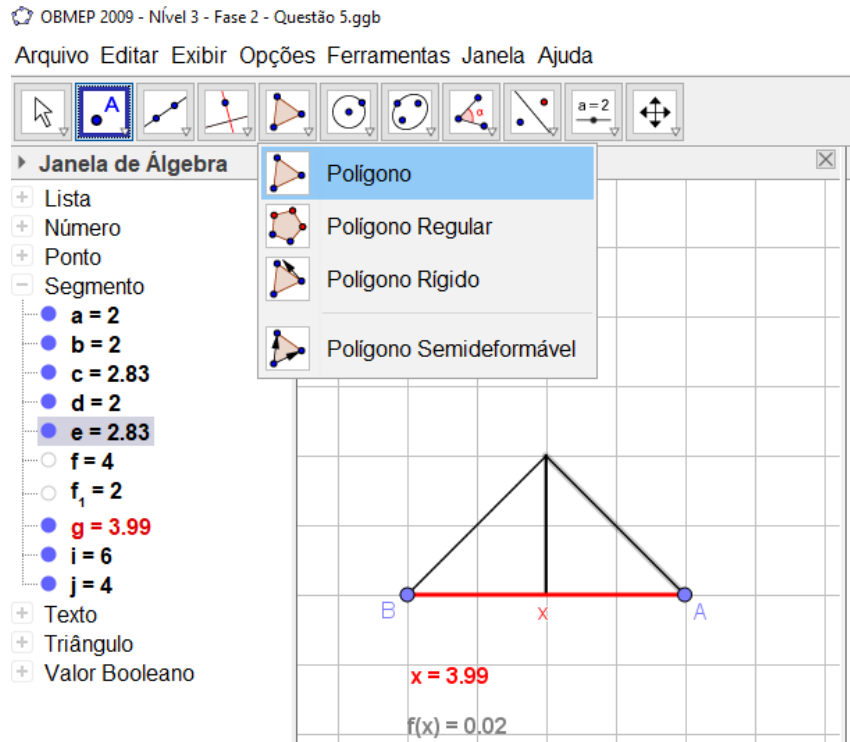 OBMEP 2009 - NÍvel 3 - Fase 2 - Questão 5.ggb
Arquivo Editar Exibir Opções Ferramentas Janela Ajuda
A
α
a = 2
Janela de Álgebra
Polígono
Polígono Regular
Polígono Rígido
Polígono Semideformável
Lista
Número
Ponto
Segmento
a = 2
b = 2
c = 2.83
d = 2
e = 2.83
f = 4
f₁ = 2
g = 3.99
i = 6
j = 4
Texto
Triângulo
Valor Booleano
B
x
A
x = 3.99
f(x) = 0.02